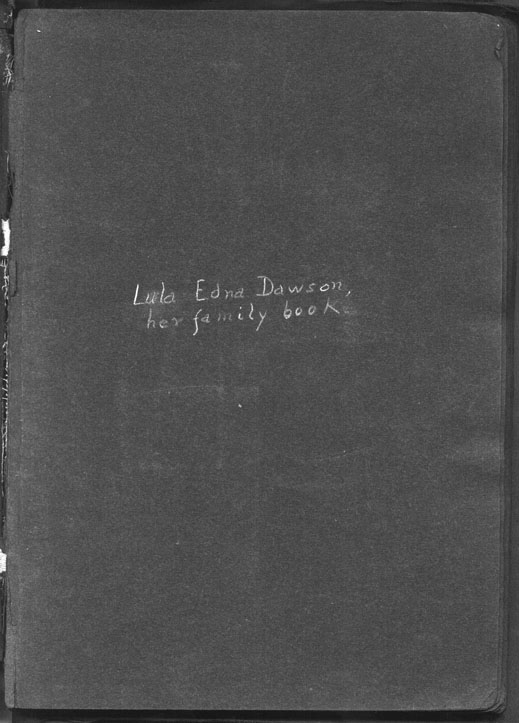 Lula Edna Dawson,
her family book